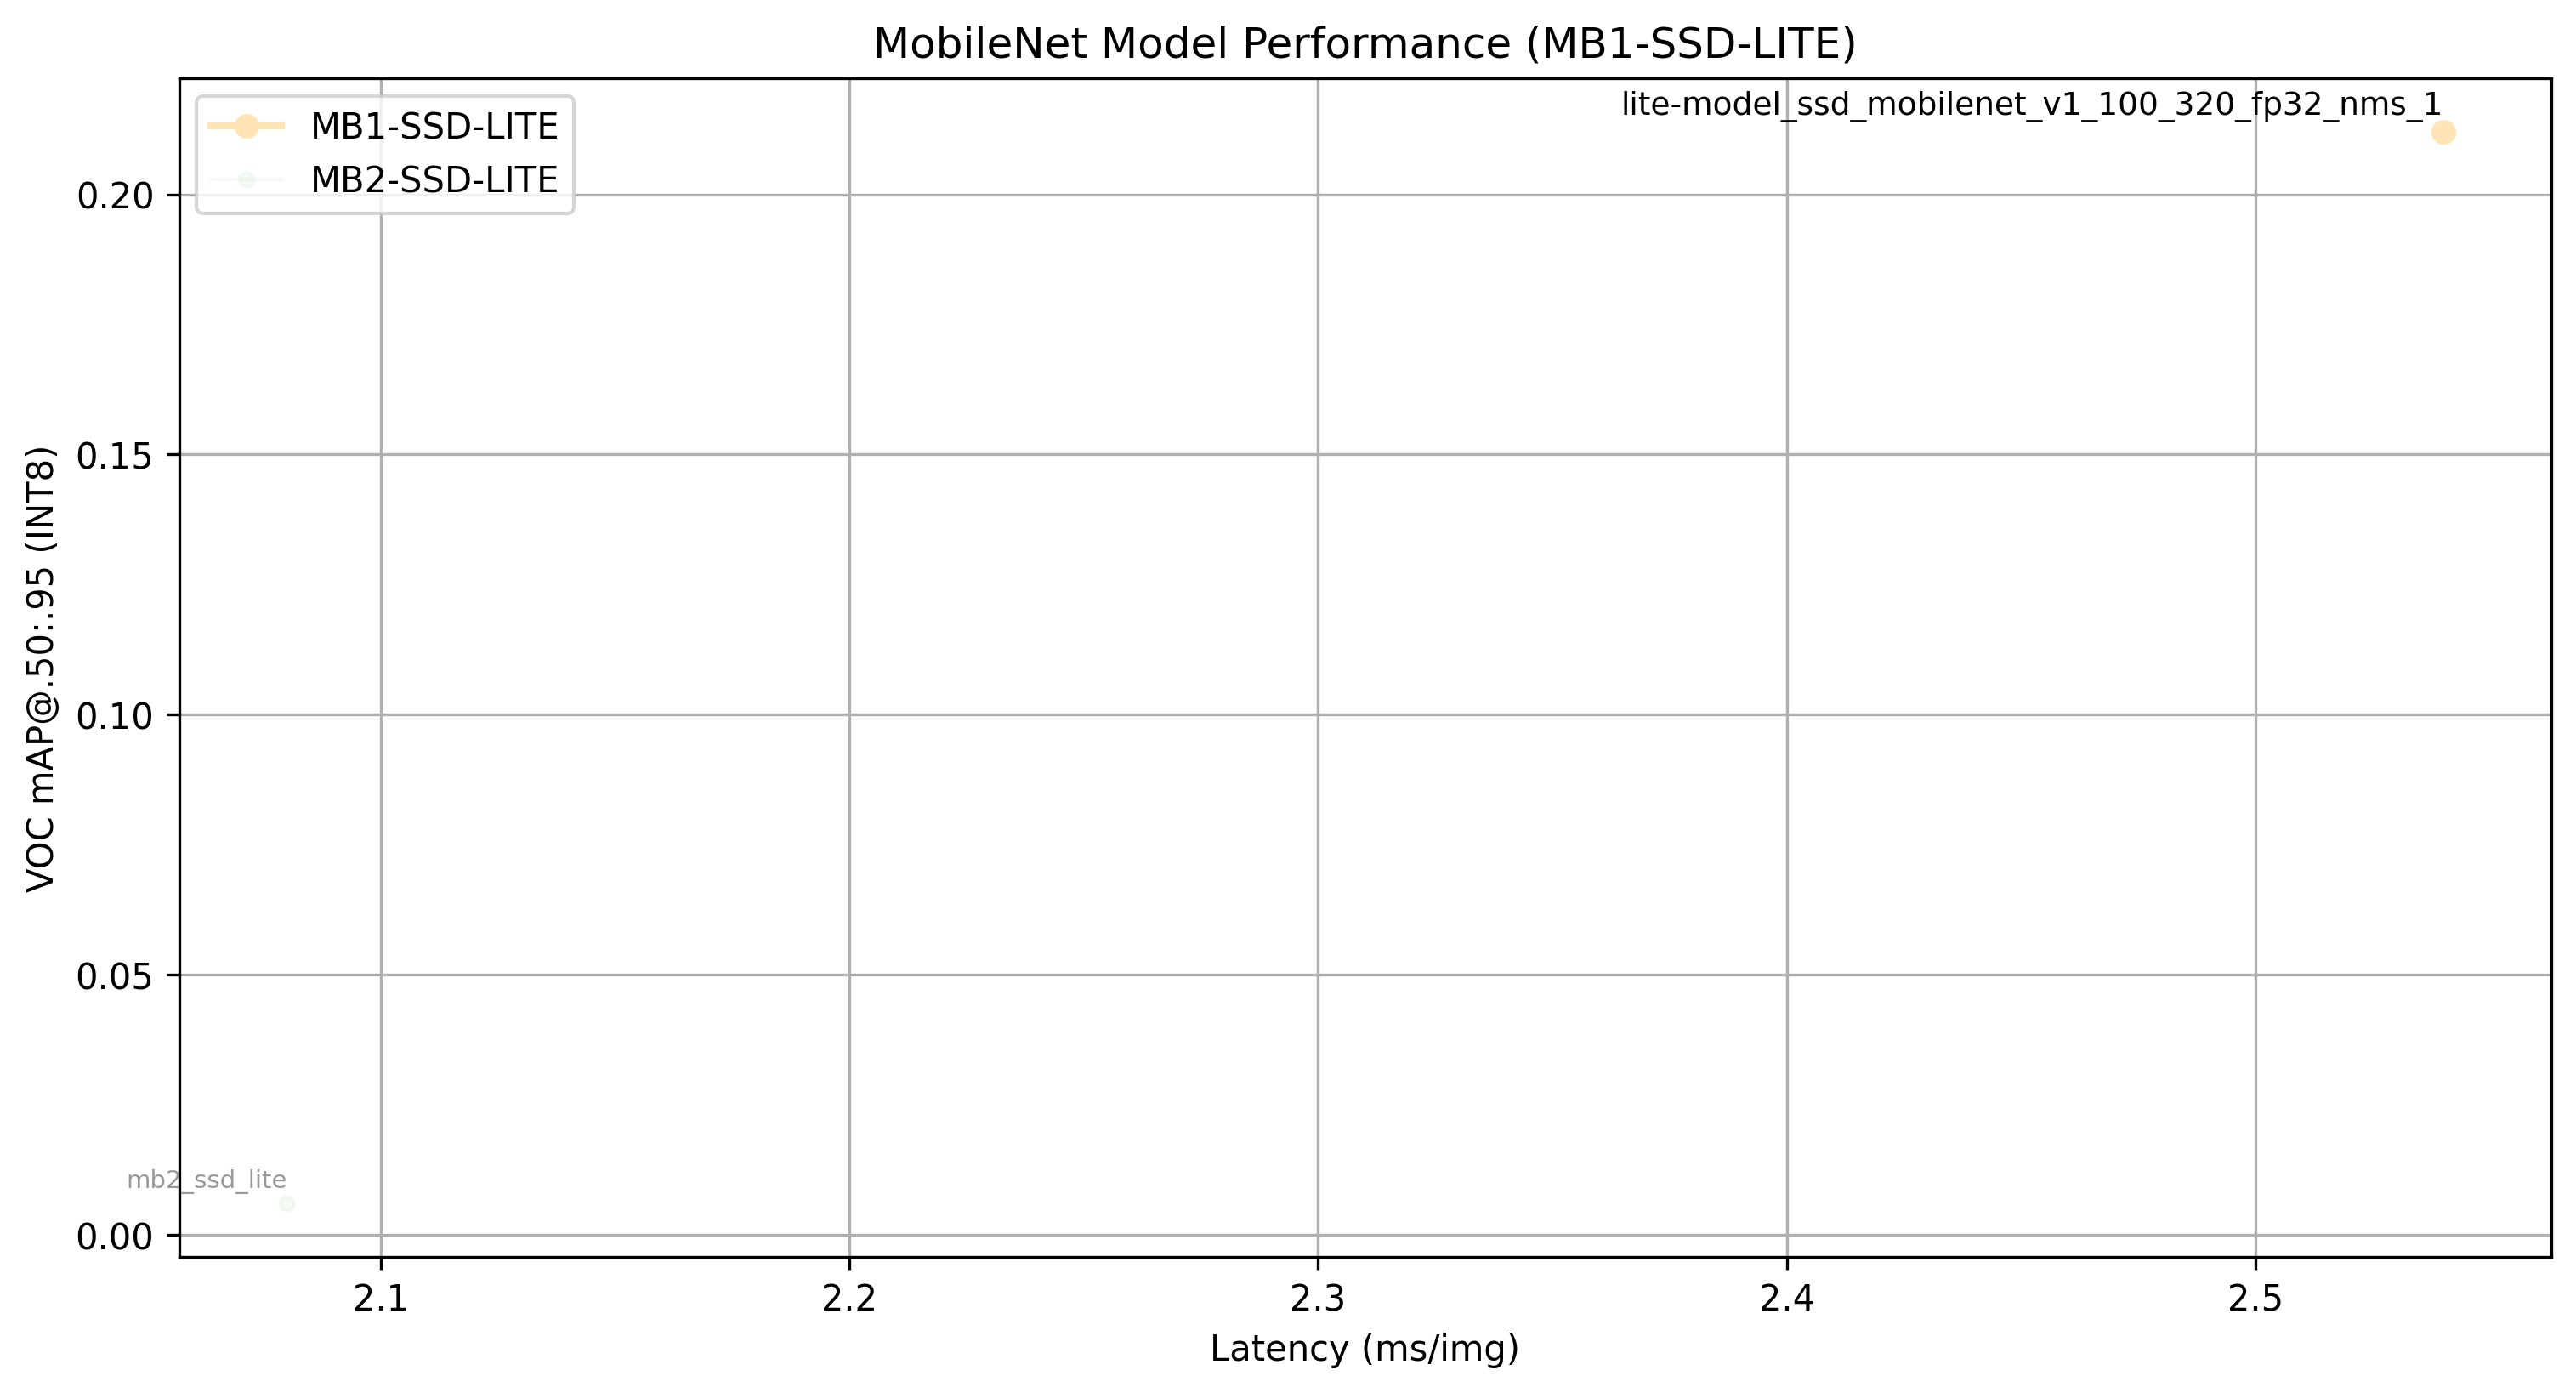 MobileNet Model Performance (MB1-SSD-LITE)
lite-model_ssd_mobilenet_v1_100_320_fp32_nms_1
MB1-SSD-LITE
MB2-SSD-LITE
0.20
0.15
0.10
0.05
0.00
VOC mAP@.50:.95 (INT8)
mb2_ssd_lite
2.1
2.2
2.3
2.4
2.5
Latency (ms/img)